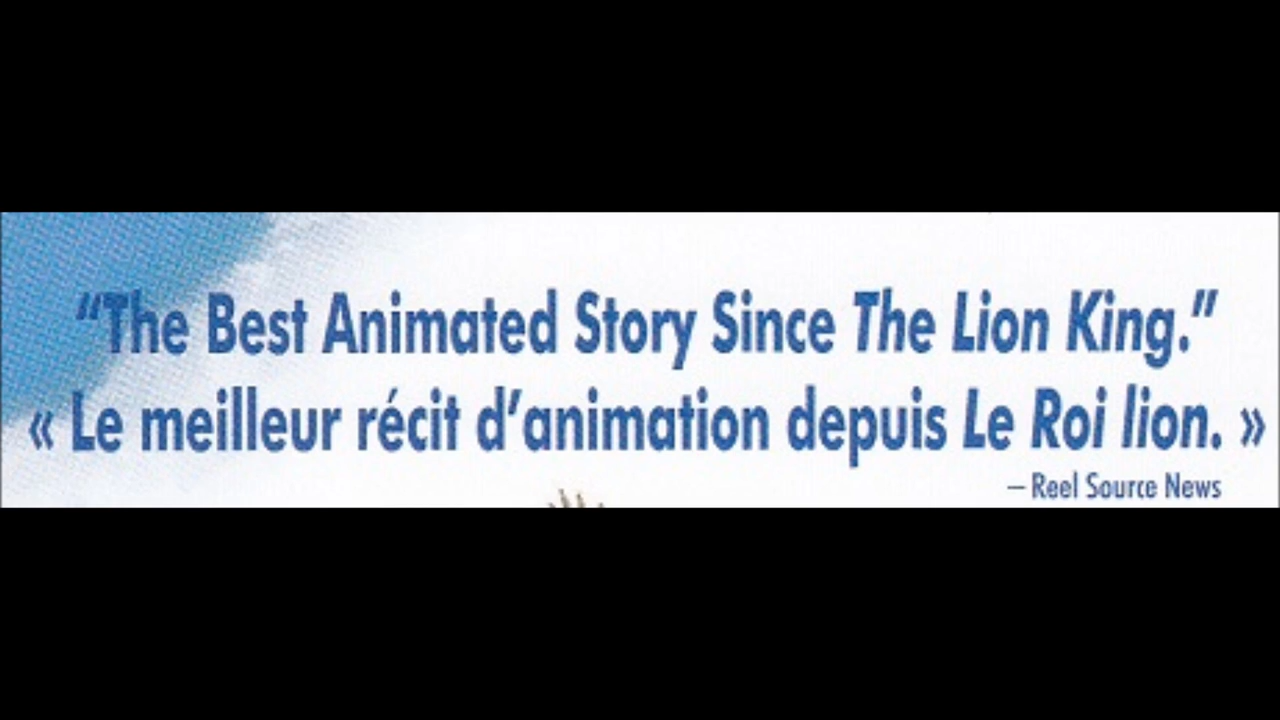 “The Best Animated Story Since The Lion King.”
« Le meilleur récit d’animation depuis Le Roi lion. »
– Reel Source News